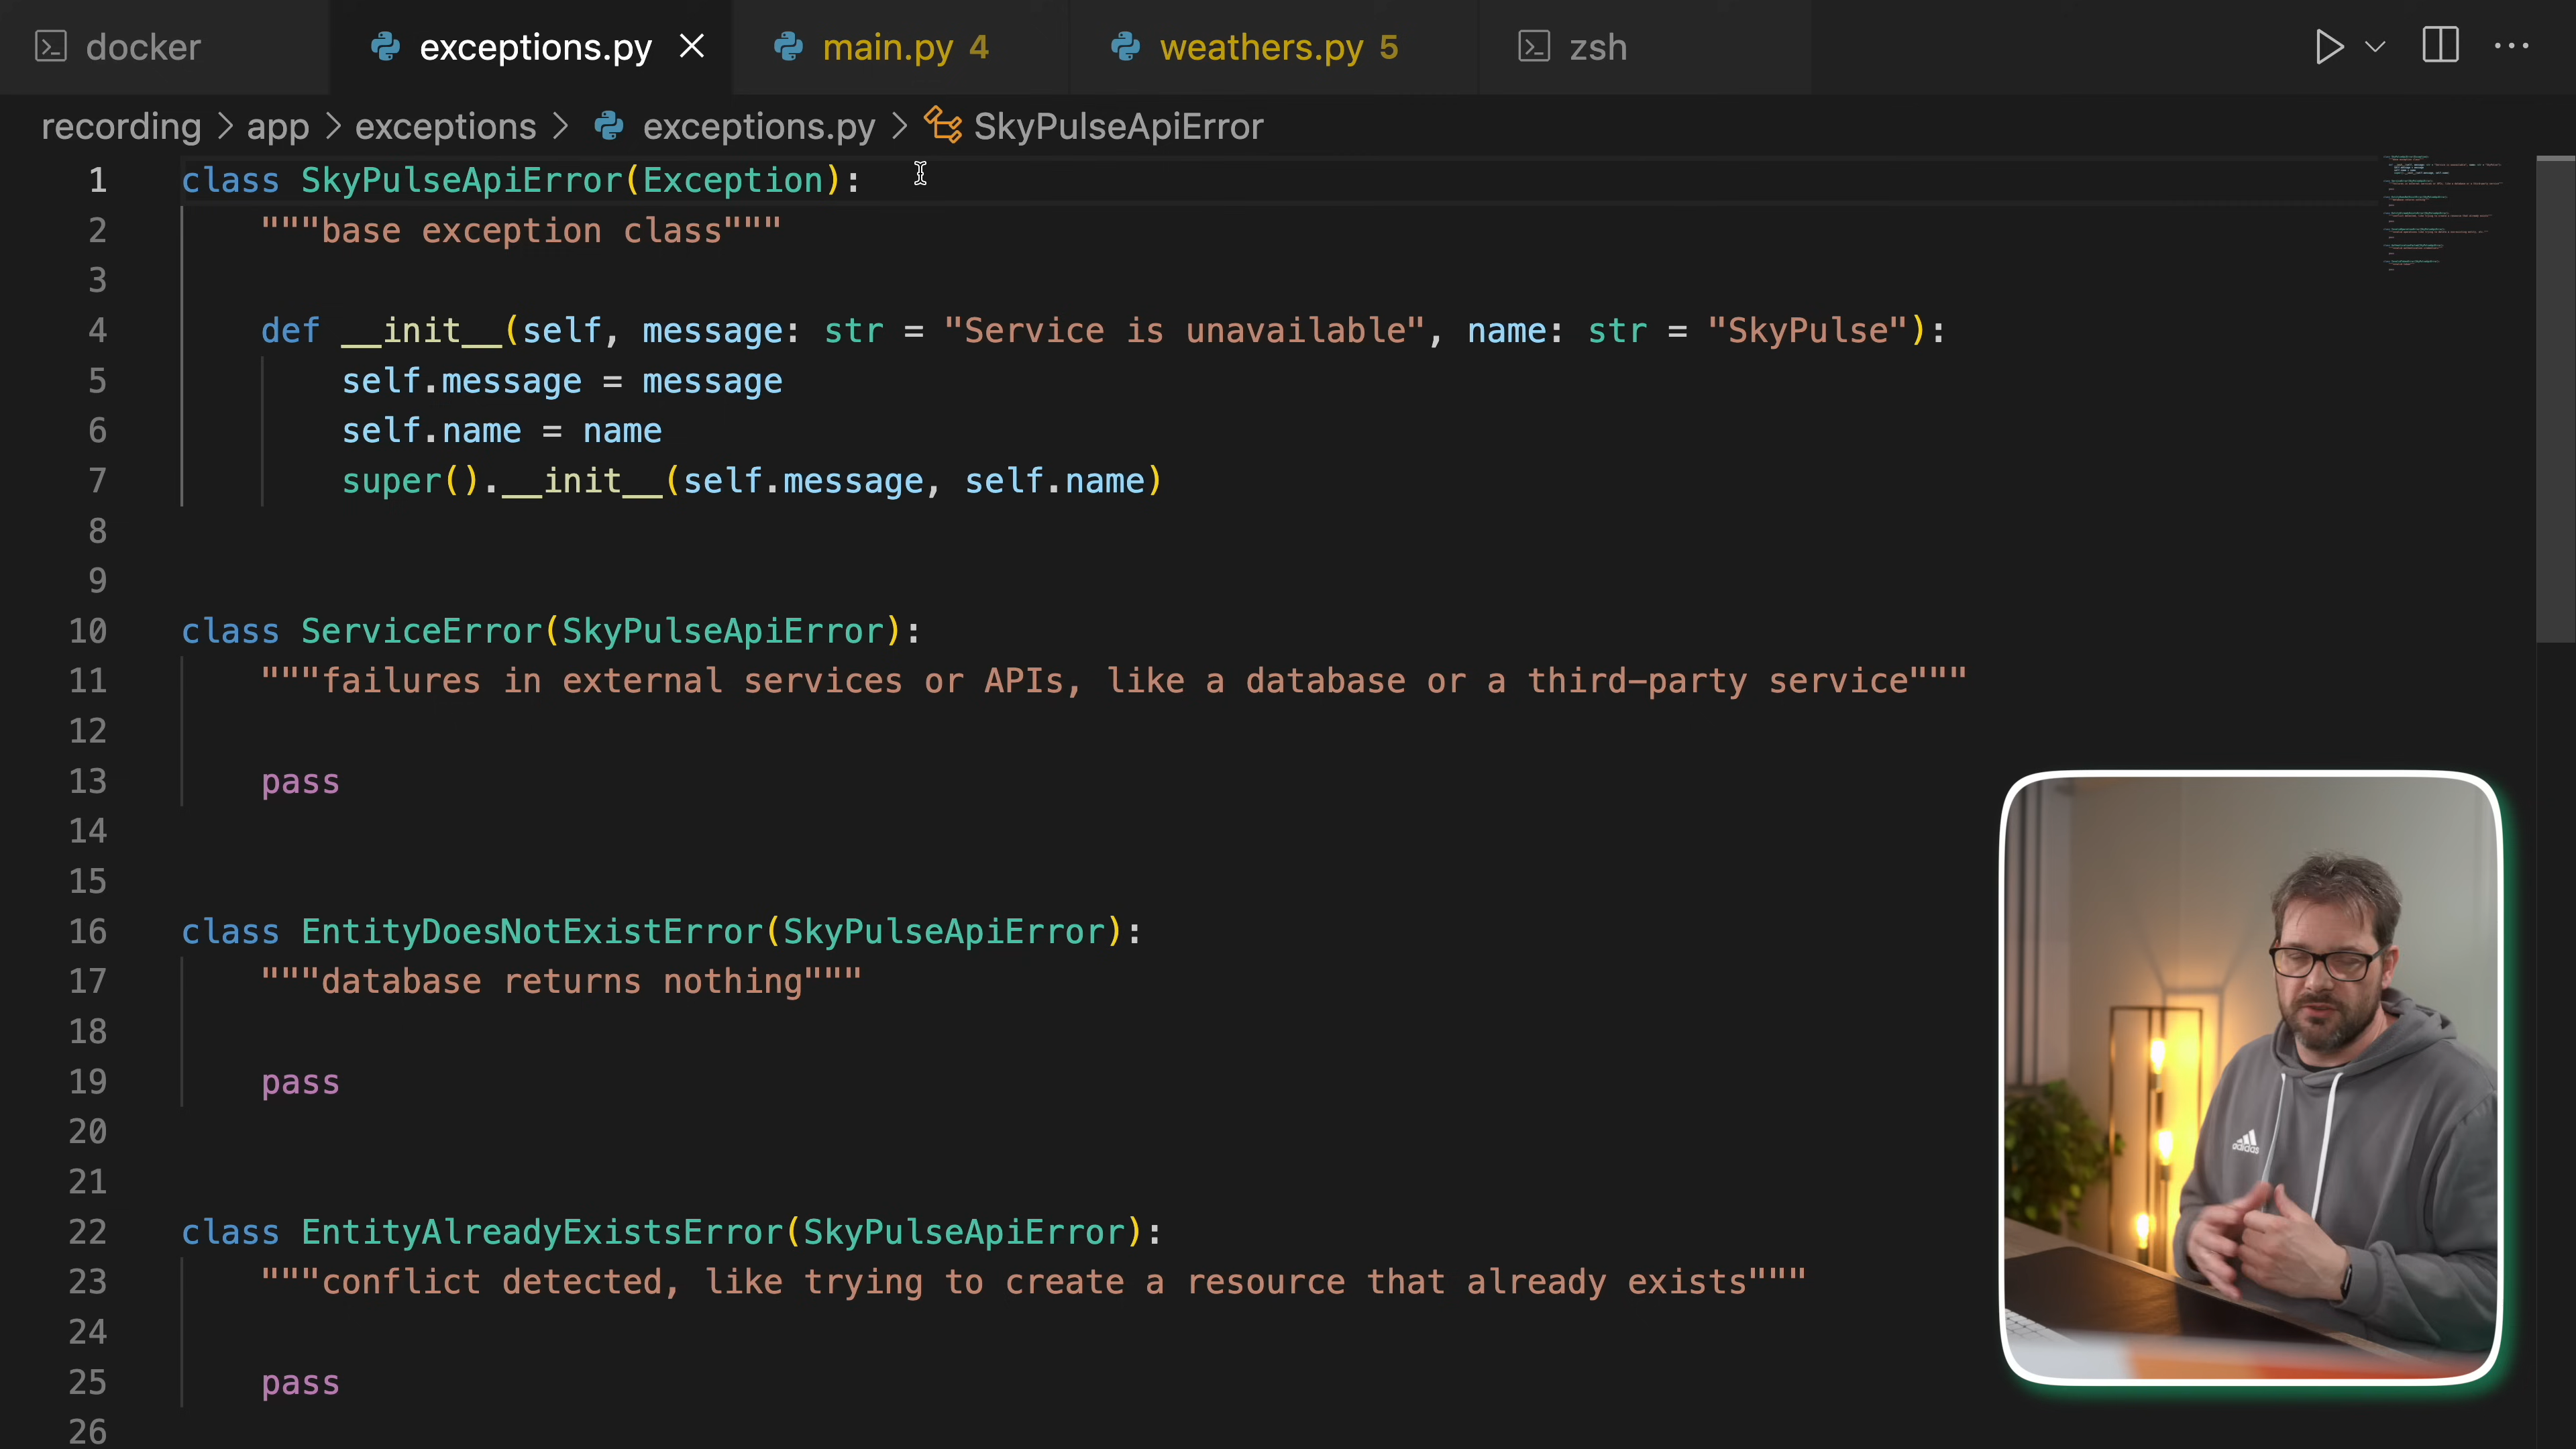 docker
exceptions.py
main.py 4
weathers.py 5
zsh
recording > app > exceptions > exceptions.py > SkyPulseApiError
1 class SkyPulseApiError(Exception):
2 """base exception class"""
3
4 def __init__(self, message: str = "Service is unavailable", name: str = "SkyPulse"):
5 self.message = message
6 self.name = name
7 super().__init__(self.message, self.name)
8
9
10 class ServiceError(SkyPulseApiError):
11 """failures in external services or APIs, like a database or a third-party service"""
12
13 pass
14
15
16 class EntityDoesNotExistError(SkyPulseApiError):
17 """database returns nothing"""
18
19 pass
20
21
22 class EntityAlreadyExistsError(SkyPulseApiError):
23 """conflict detected, like trying to create a resource that already exists"""
24
25 pass
26
adidas